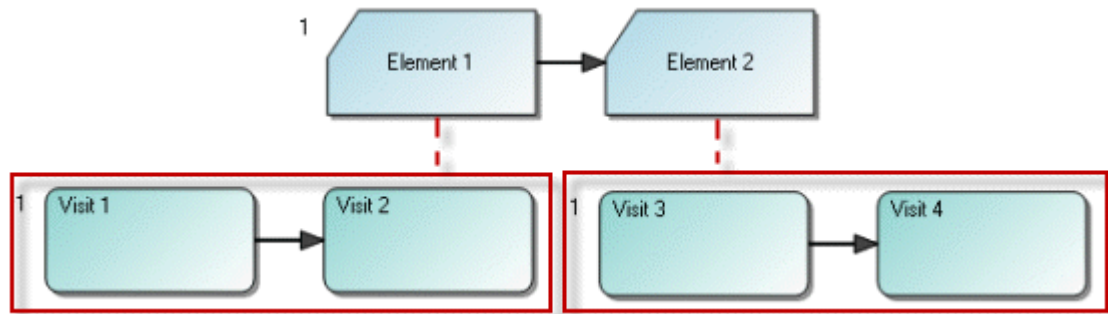 1
Element 1
Element 2
1
Visit 1
Visit 2
1
Visit 3
Visit 4